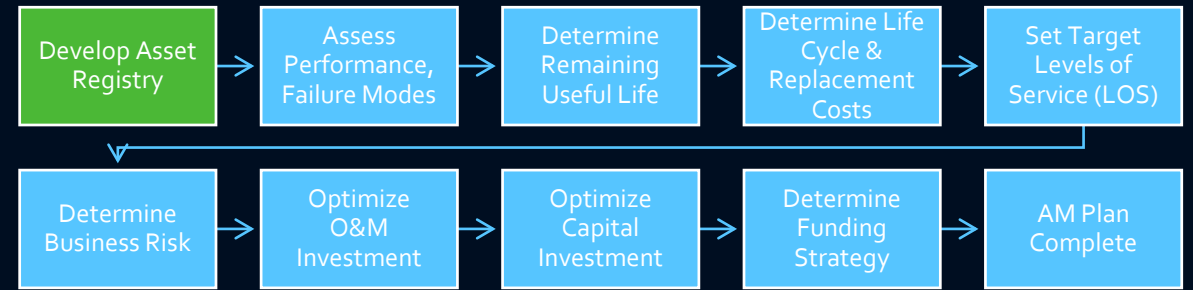 Develop Asset
Registry
Assess
Performance,
Failure Modes
Determine
Remaining
Useful Life
Determine Life
Cycle &
Replacement
Costs
Set Target
Levels of
Service (LOS)
Determine
Business Risk
Optimize
O&M
Investment
Optimize
Capital
Investment
Determine
Funding
Strategy
AM Plan
Complete